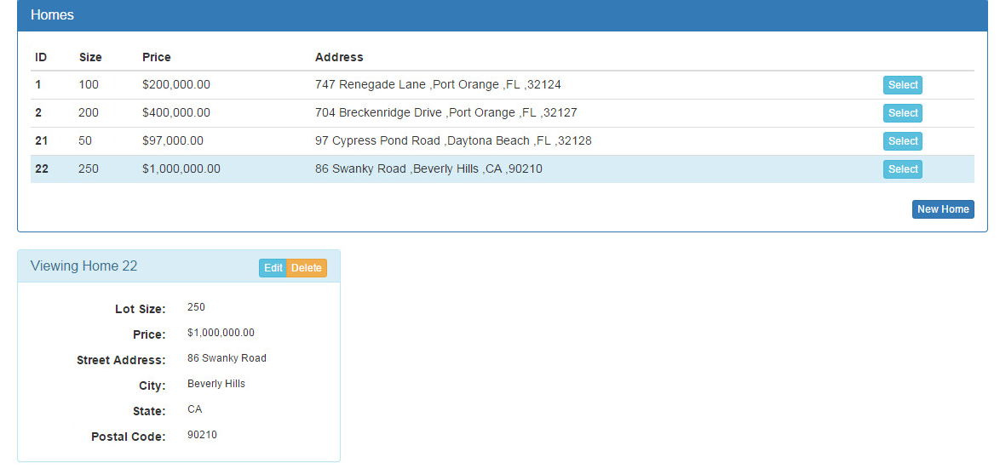 Homes
ID Size Price Address
1 100 $200,000.00 747 Renegade Lane ,Port Orange ,FL ,32124 Select
2 200 $400,000.00 704 Breckenridge Drive ,Port Orange ,FL ,32127 Select
21 50 $97,000.00 97 Cypress Pond Road ,Daytona Beach ,FL ,32128 Select
22 250 $1,000,000.00 86 Swanky Road ,Beverly Hills ,CA ,90210 Select
New Home
Viewing Home 22 Edit Delete
Lot Size: 250
Price: $1,000,000.00
Street Address: 86 Swanky Road
City: Beverly Hills
State: CA
Postal Code: 90210